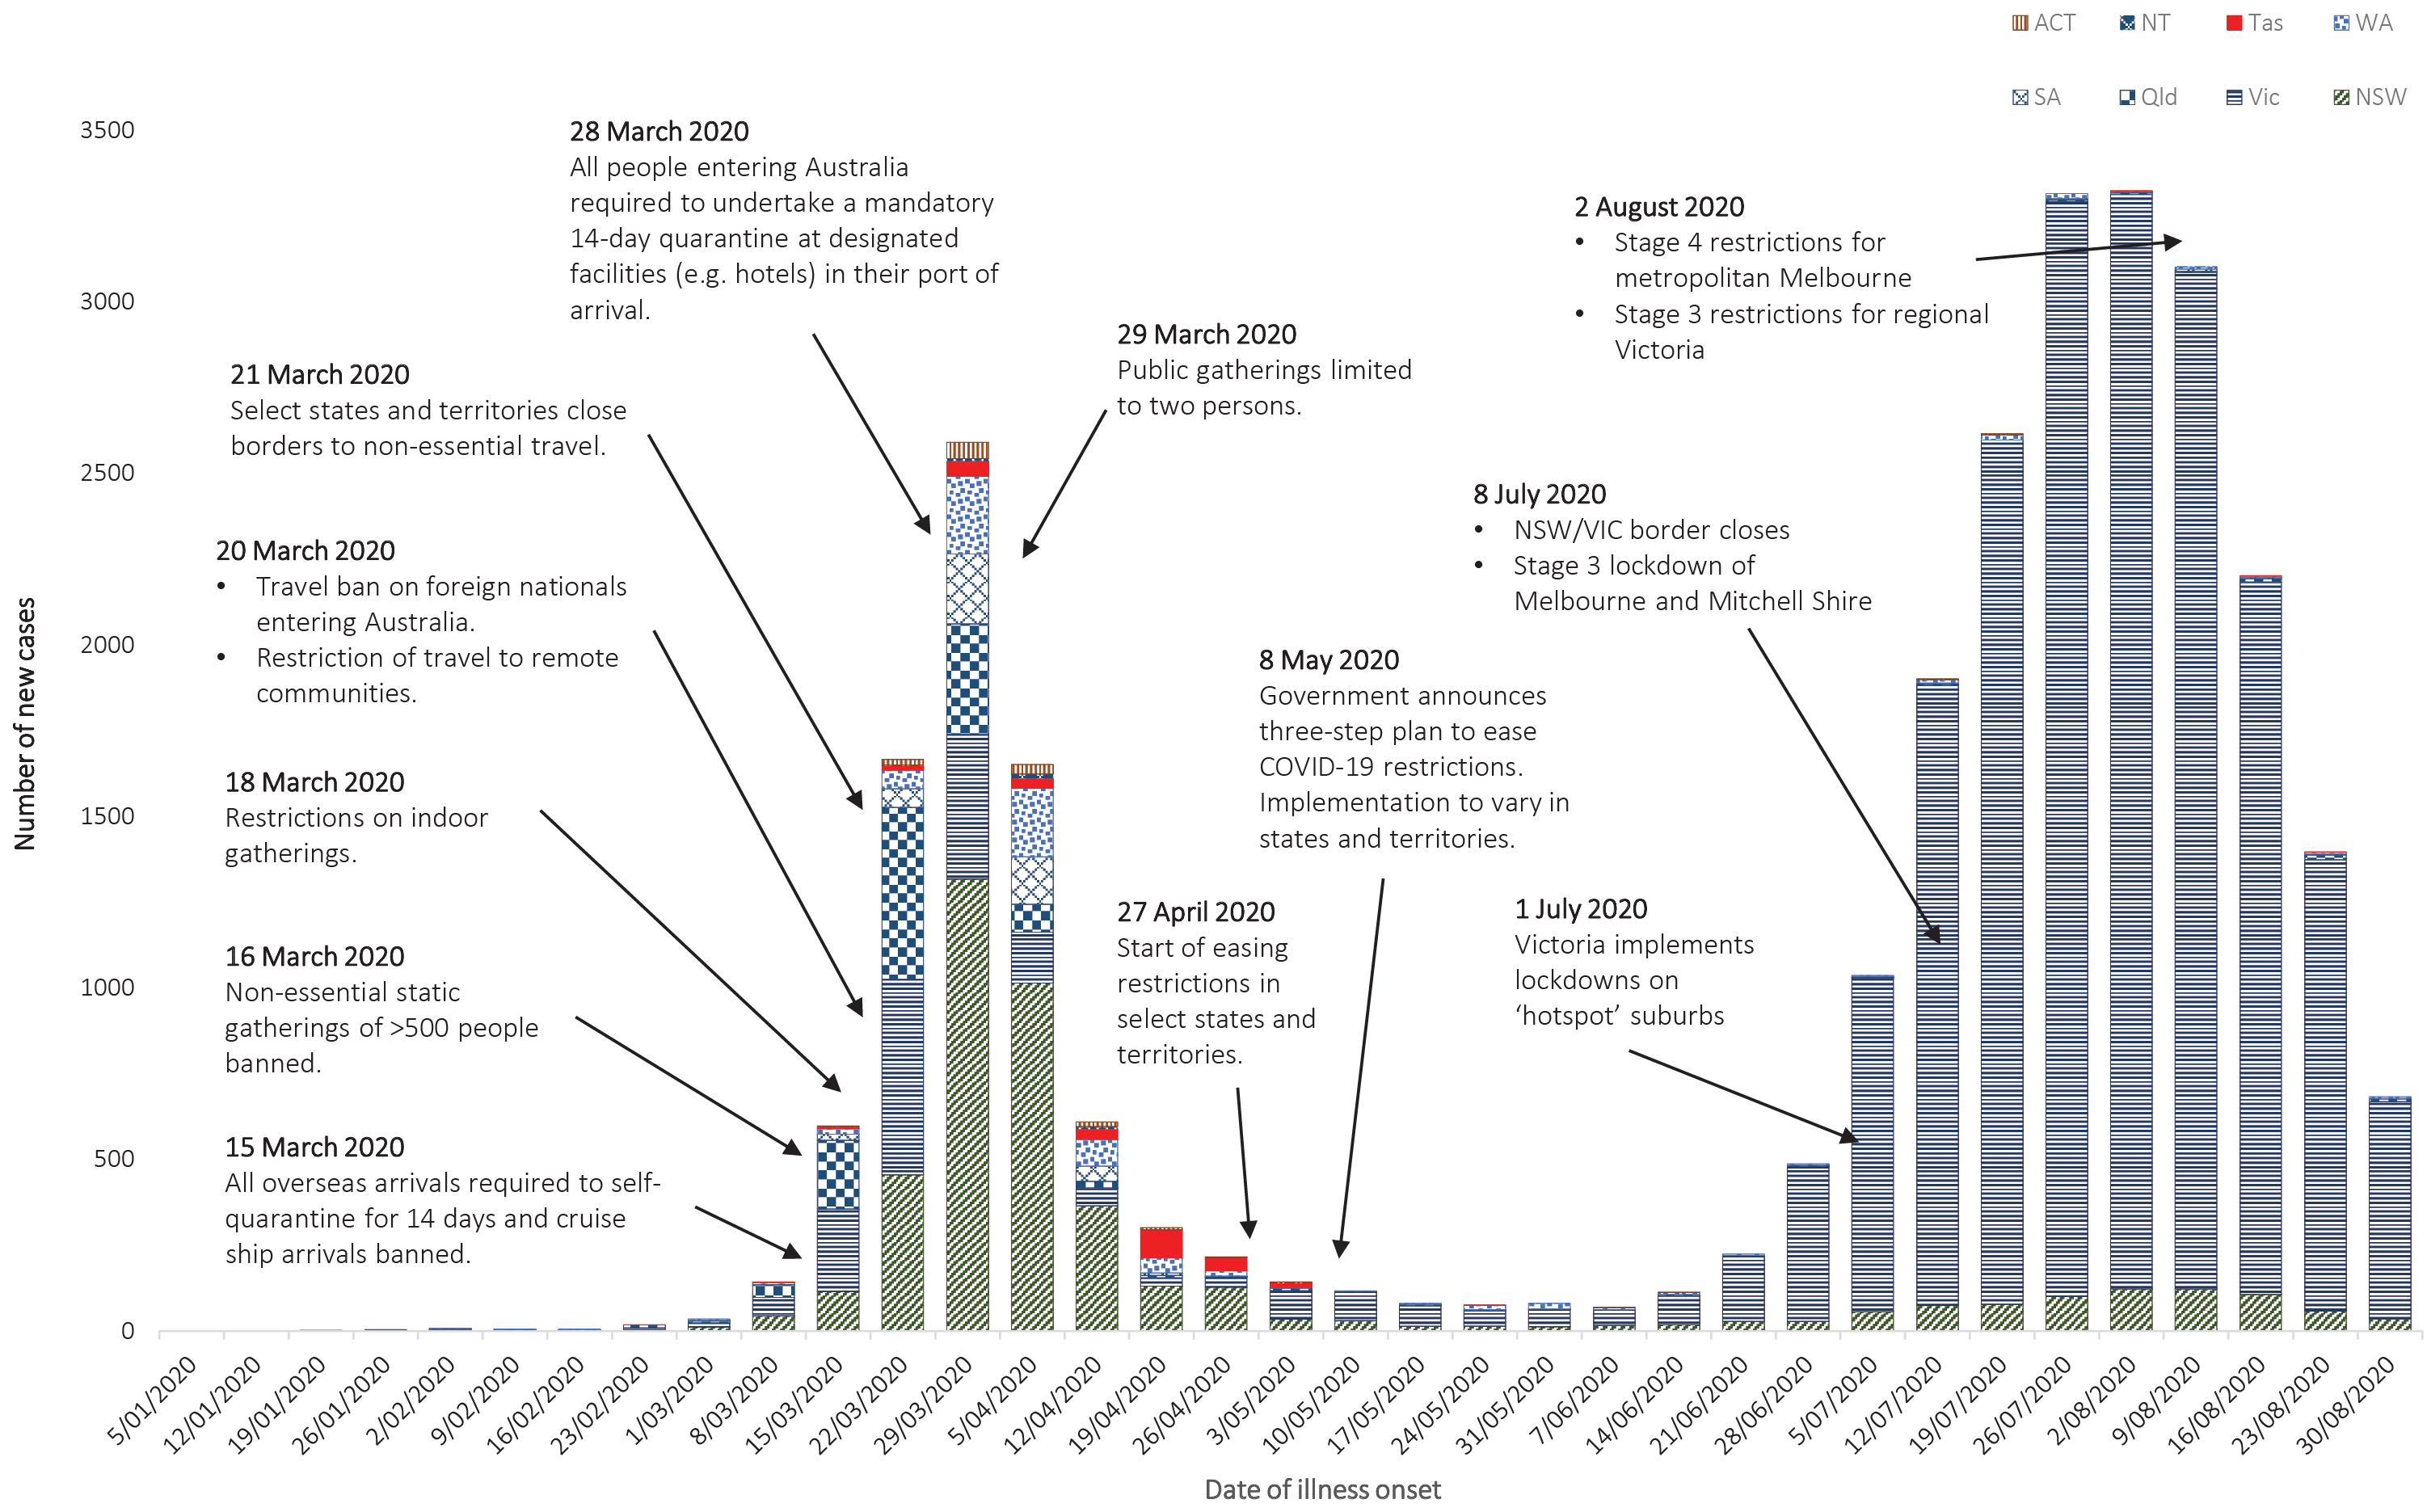 ACT NT Tas WA
SA Qld Vic NSW
Number of new cases
3500
3000
2500
2000
1500
1000
500
0
28 March 2020
All people entering Australia
required to undertake a mandatory
14-day quarantine at designated
facilities (e.g. hotels) in their port of
arrival.
21 March 2020
Select states and territories close
borders to non-essential travel.
20 March 2020
• Travel ban on foreign nationals
entering Australia.
• Restriction of travel to remote
communities.
18 March 2020
Restrictions on indoor
gatherings.
16 March 2020
Non-essential static
gatherings of >500 people
banned.
15 March 2020
All overseas arrivals required to self-
quarantine for 14 days and cruise
ship arrivals banned.
29 March 2020
Public gatherings limited
to two persons.
27 April 2020
Start of easing
restrictions in
select states and
territories.
8 May 2020
Government announces
three-step plan to ease
COVID-19 restrictions.
Implementation to vary in
states and territories.
1 July 2020
Victoria implements
lockdowns on
‘hotspot’ suburbs
8 July 2020
• NSW/VIC border closes
• Stage 3 lockdown of
Melbourne and Mitchell Shire
2 August 2020
• Stage 4 restrictions for
metropolitan Melbourne
• Stage 3 restrictions for regional
Victoria
5/01/2020
12/01/2020
19/01/2020
26/01/2020
2/02/2020
9/02/2020
16/02/2020
23/02/2020
1/03/2020
8/03/2020
15/03/2020
22/03/2020
29/03/2020
5/04/2020
12/04/2020
19/04/2020
26/04/2020
3/05/2020
10/05/2020
17/05/2020
24/05/2020
31/05/2020
7/06/2020
14/06/2020
21/06/2020
28/06/2020
5/07/2020
12/07/2020
19/07/2020
26/07/2020
2/08/2020
9/08/2020
16/08/2020
23/08/2020
30/08/2020
Date of illness onset